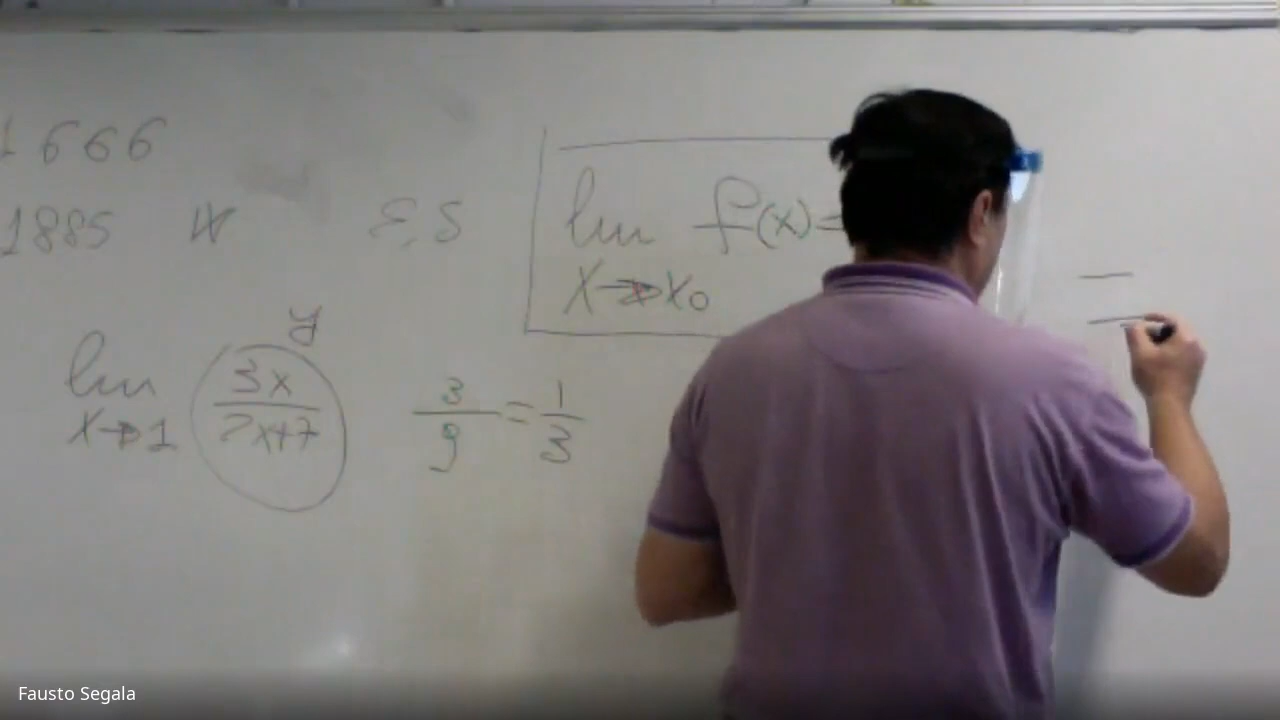 1666
1885 W ε, δ
lim f(x)=
x→x0
y
lim 3x/2x+7 3/9 = 1/3
x→1
Fausto Segala